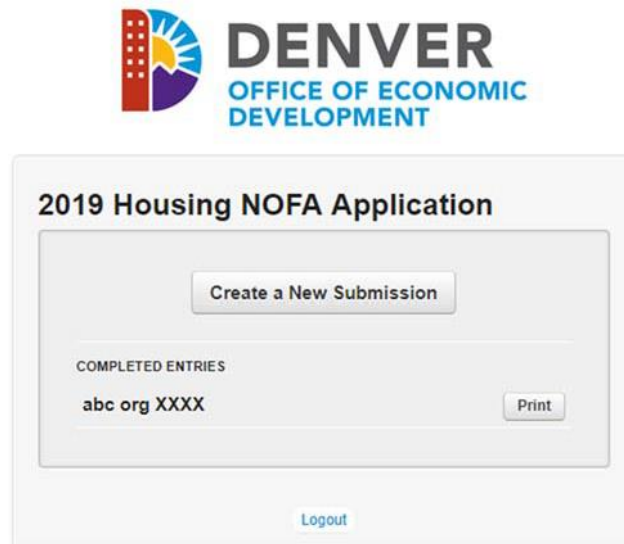 DENVER
OFFICE OF ECONOMIC
DEVELOPMENT
2019 Housing NOFA Application
Create a New Submission
COMPLETED ENTRIES
abc org XXXX
Print
Logout